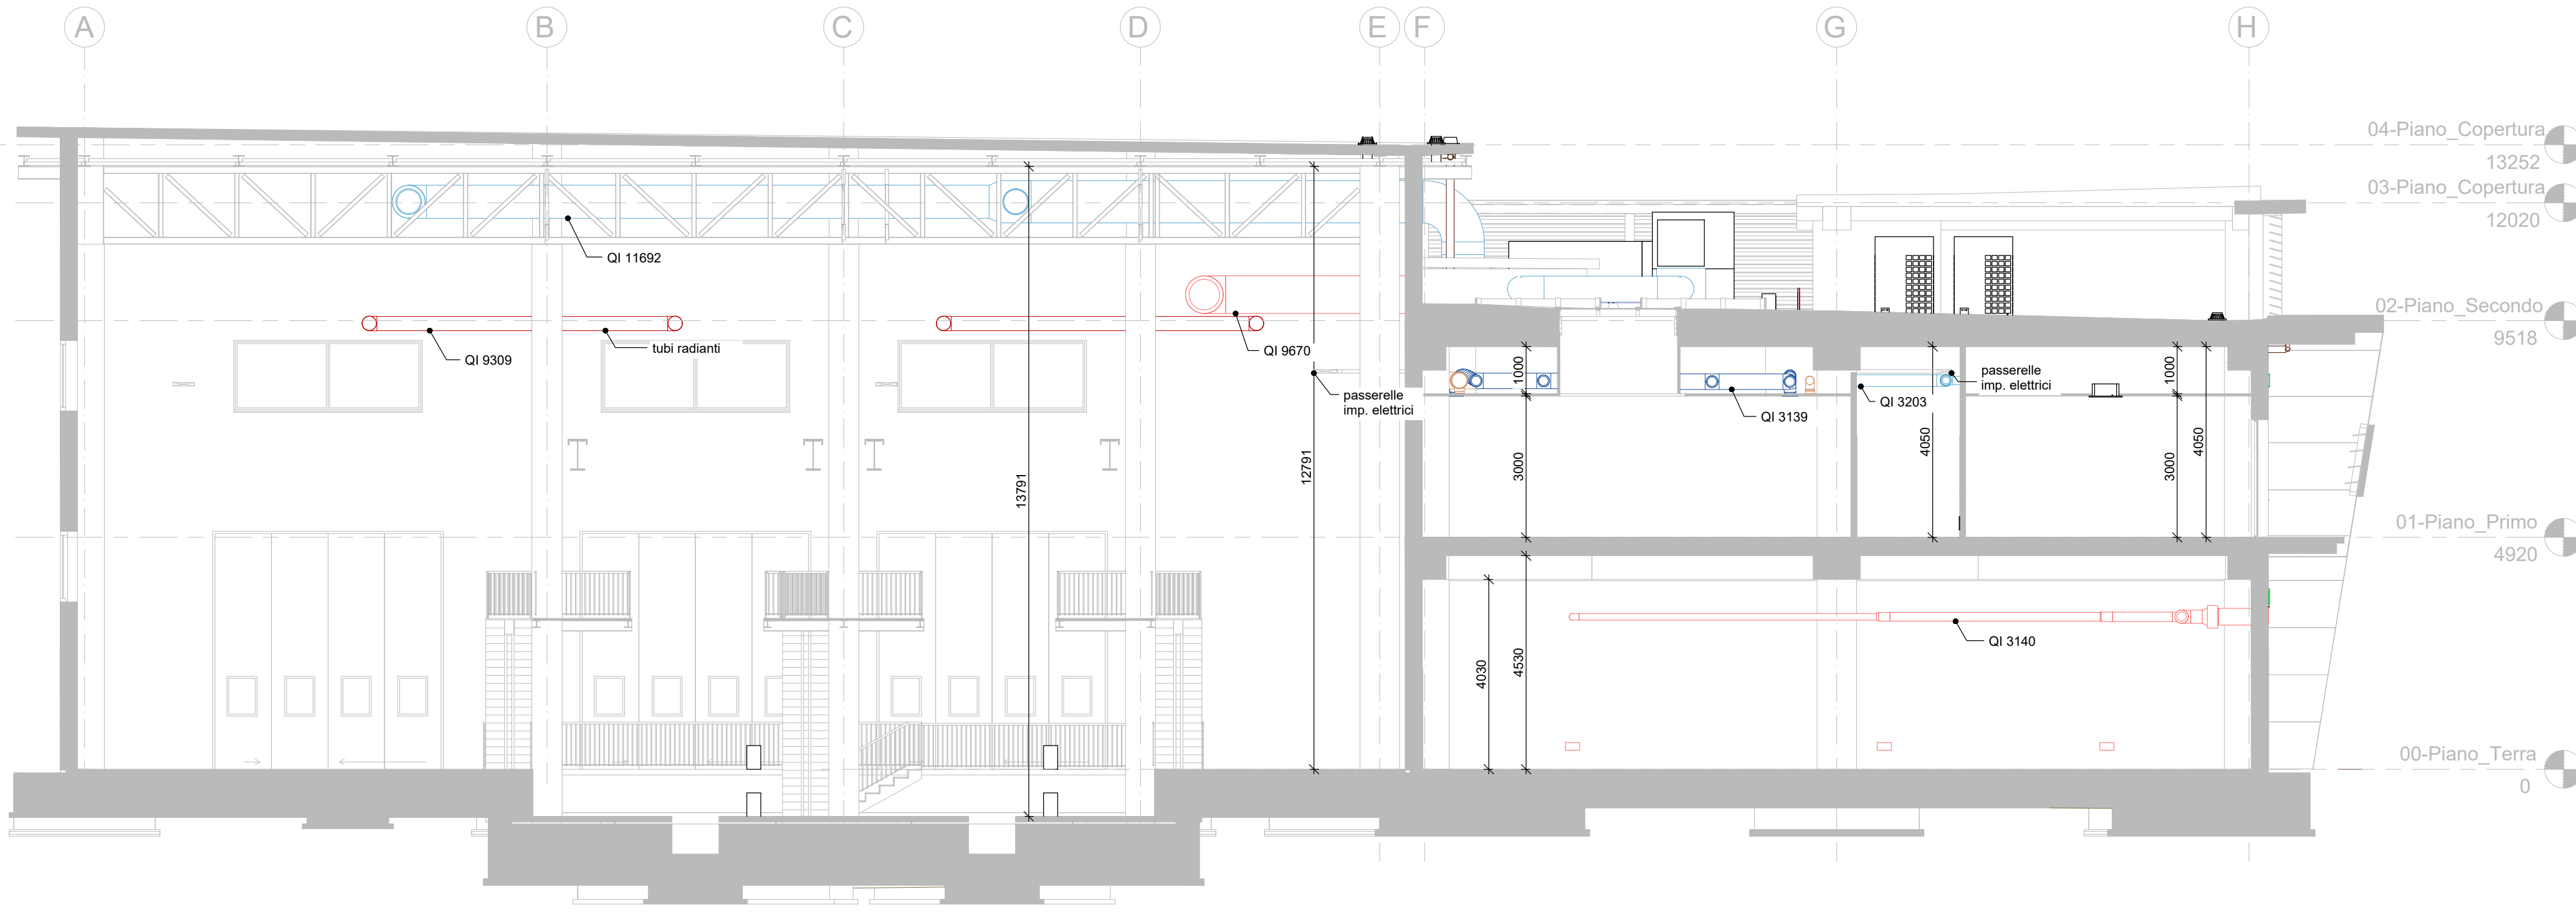 A
B
C
D
E
F
G
H
04-Piano_Copertura
13252
03-Piano_Copertura
12020
02-Piano_Secondo
9518
01-Piano_Primo
4920
00-Piano_Terra
0
QI 11692
QI 9309
tubi radianti
QI 9670
passerelle
imp. elettrici
13791
12791
1000
3000
QI 3139
QI 3203
passerelle
imp. elettrici
4050
1000
3000
4050
4030
4530
QI 3140